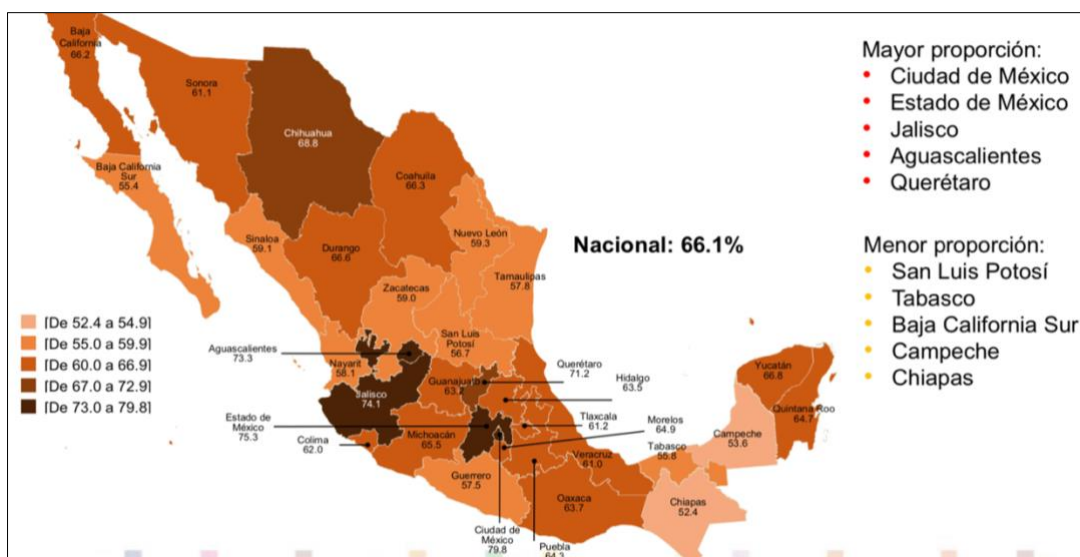 Baja
California
66.2
Sonora
61.1
Chihuahua
68.8
Coahuila
66.3
Baja California
Sur
55.4
Sinaloa
59.1
Durango
66.6
Nuevo León
59.3
Tamaulipas
57.8
Zacatecas
59.0
San Luis
Potosí
56.7
Nacional: 66.1%
Mayor proporción:
• Ciudad de México
• Estado de México
• Jalisco
• Aguascalientes
• Querétaro
Menor proporción:
• San Luis Potosí
• Tabasco
• Baja California Sur
• Campeche
• Chiapas
[De 52.4 a 54.9]
[De 55.0 a 59.9]
[De 60.0 a 66.9]
[De 67.0 a 72.9]
[De 73.0 a 79.8]
Aguascalientes
73.3
Nayarit
58.1
Jalisco
74.1
Guanajuato
Querétaro
71.2
Hidalgo
63.5
Estado de
México
75.3
Colima
62.0
Michoacán
65.5
Tlaxcala
61.2
Morelos
64.9
Guerrero
57.5
Ciudad de
México
79.8
Puebla
64.3
Veracruz
61.0
Oaxaca
63.7
Tabasco
55.8
Chiapas
52.4
Campeche
53.6
Yucatán
66.8
Quintana Roo
64.7